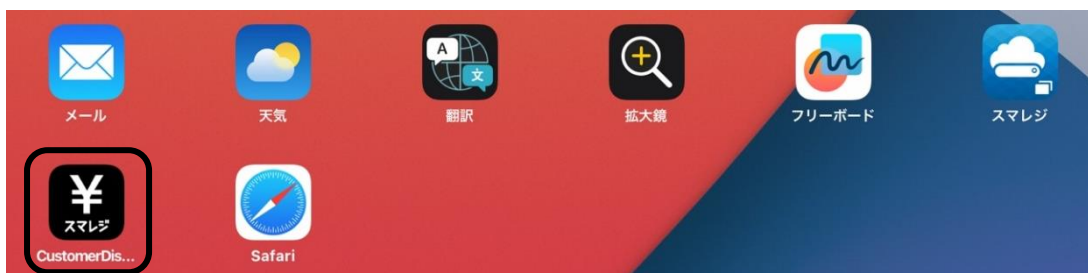 A
文
メール
天気
翻訳
拡大鏡
フリーボード
スマレジ
¥
スマレジ
CustomerDis...
Safari